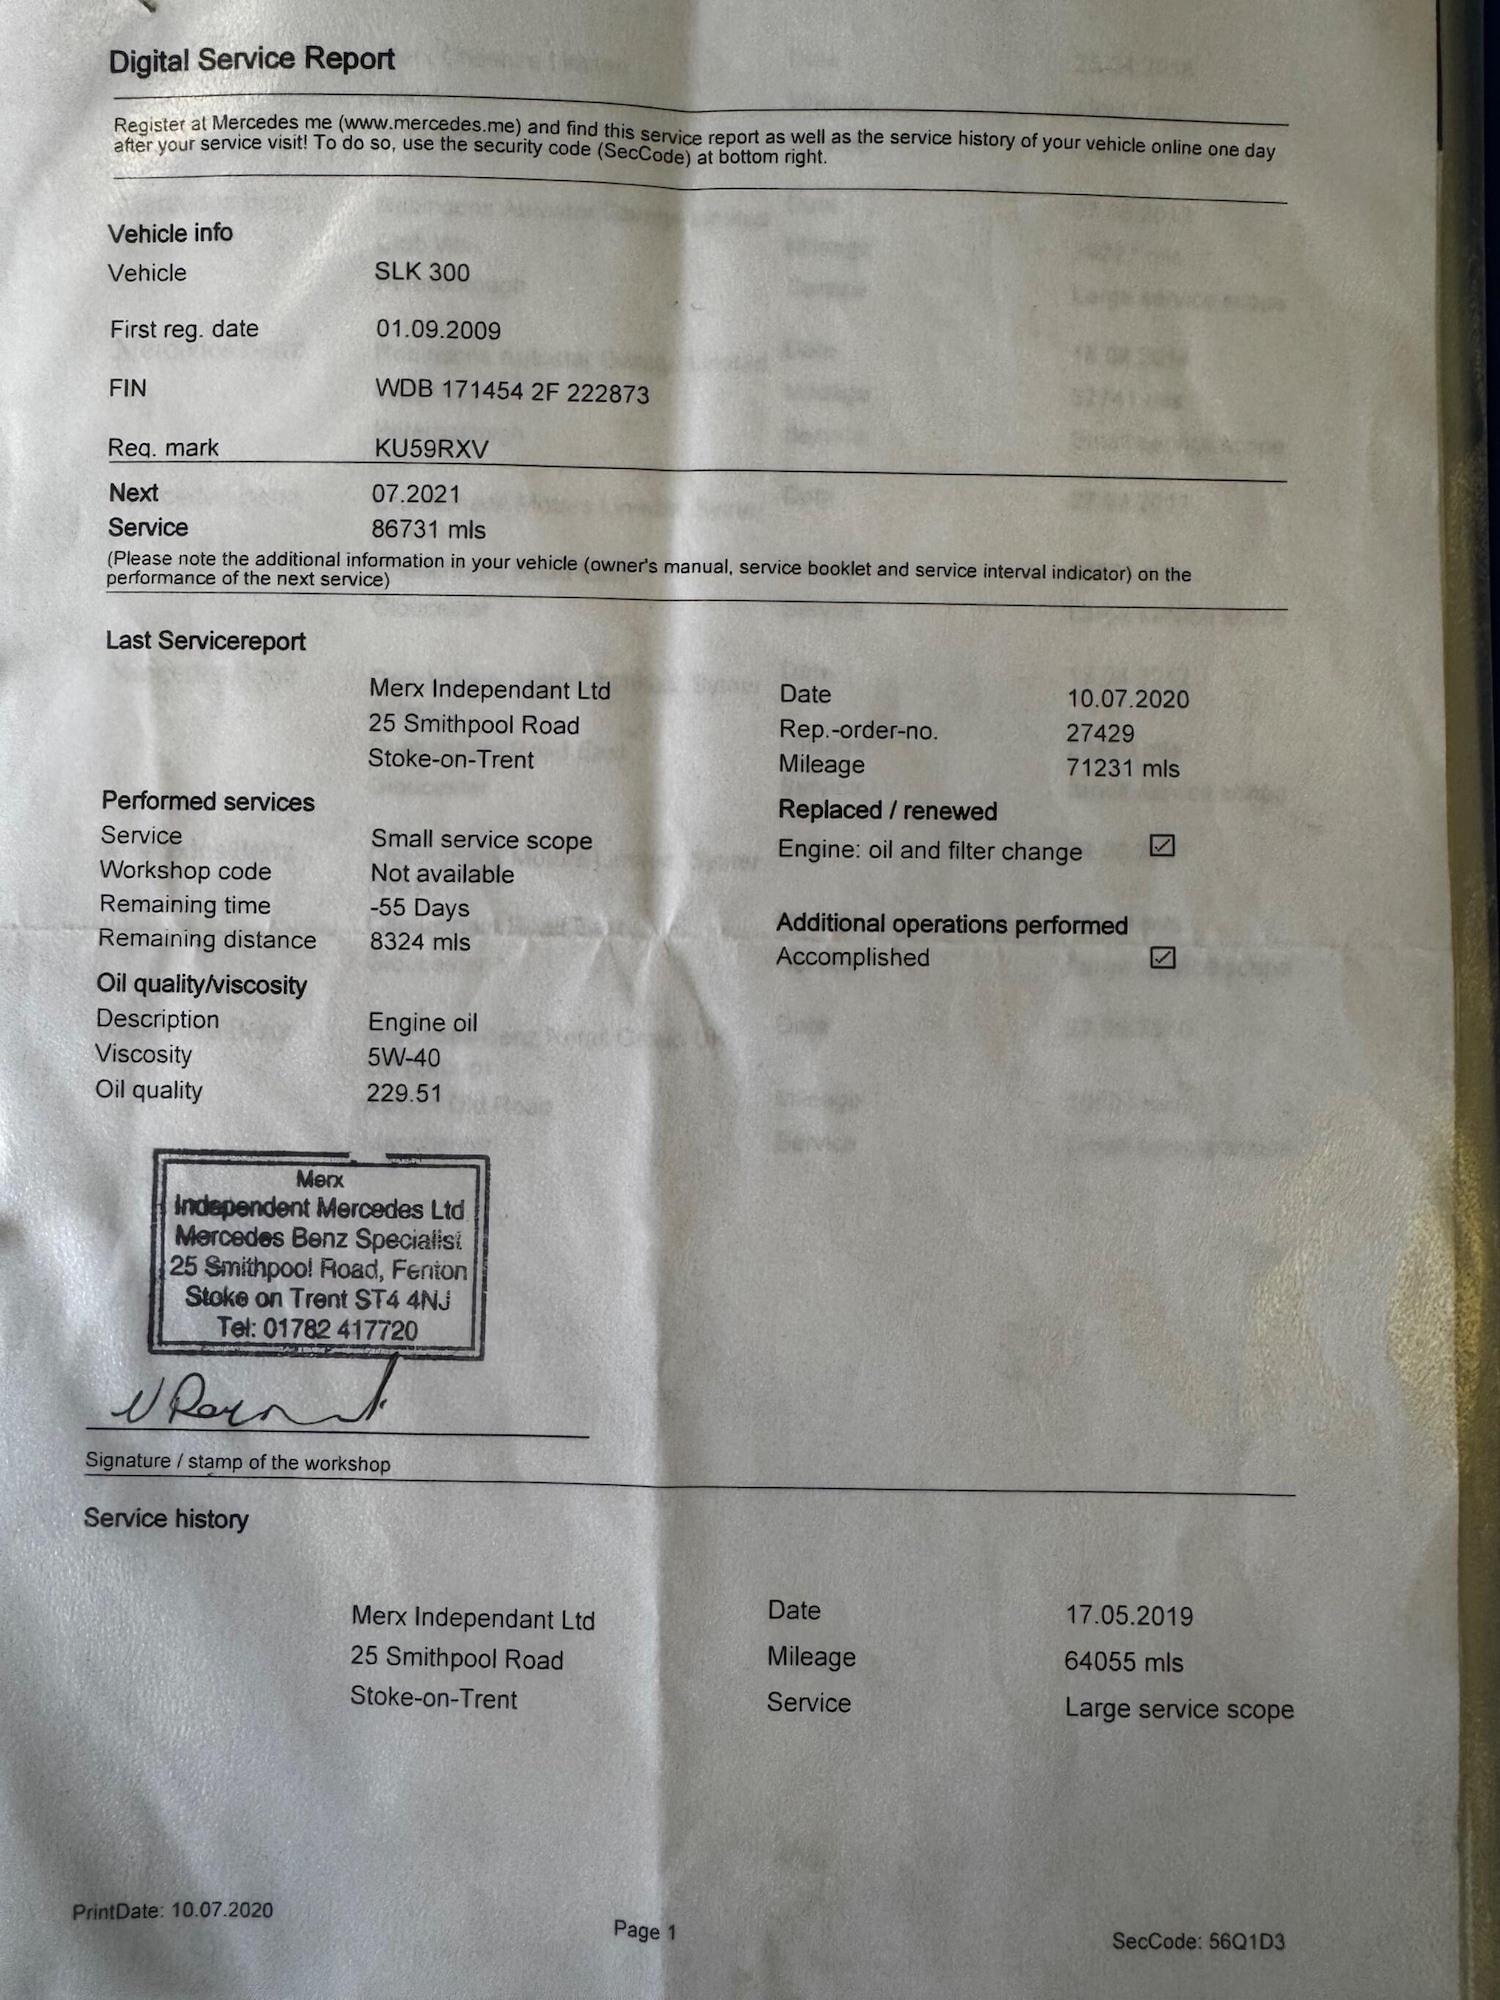 Digital Service Report
Register at Mercedes me (www.mercedes.me) and find this service report as well as the service history of your vehicle online one day
after your service visit! To do so, use the security code (SecCode) at bottom right.
Vehicle info
Vehicle SLK 300
First reg. date 01.09.2009
FIN WDB 171454 2F 222873
Reg. mark KU59RXV
Next 07.2021
Service 86731 mls
(Please note the additional information in your vehicle (owner's manual, service booklet and service interval indicator) on the
performance of the next service)
Last Servicereport
Merx Independant Ltd Date 10.07.2020
25 Smithpool Road Rep.-order-no. 27429
Stoke-on-Trent Mileage 71231 mls
Performed services Replaced / renewed
Service Small service scope Engine: oil and filter change ☑
Workshop code Not available
Remaining time -55 Days Additional operations performed
Remaining distance 8324 mls Accomplished ☑
Oil quality/viscosity
Description Engine oil
Viscosity 5W-40
Oil quality 229.51
Merx
Independent Mercedes Ltd
Mercedes Benz Specialist
25 Smithpool Road, Fenton
Stoke on Trent ST4 4NJ
Tel: 01782 417720
Signature / stamp of the workshop
Service history
Merx Independant Ltd Date 17.05.2019
25 Smithpool Road Mileage 64055 mls
Stoke-on-Trent Service Large service scope
PrintDate: 10.07.2020 Page 1 SecCode: 56Q1D3